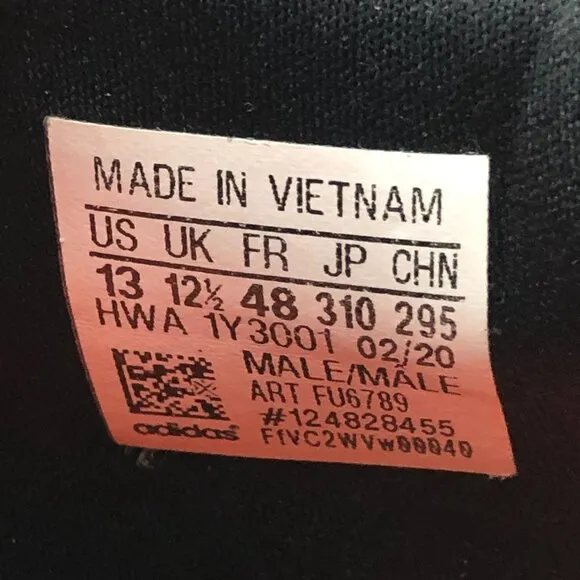 MADE IN VIETNAM
US UK FR JP CHN
13 12½ 48 310 295
HWA 1Y3001 02/20
MALE/MÂLE
ART FU6789
#124828455
adidas FfVC2WVw00040